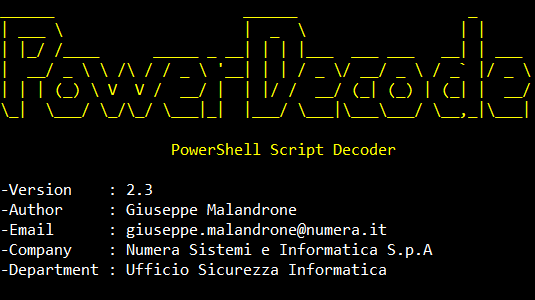 PowerDecode
PowerShell Script Decoder
-Version    : 2.3
-Author     : Giuseppe Malandrone
-Email      : giuseppe.malandrone@numera.it
-Company    : Numera Sistemi e Informatica S.p.A
-Department : Ufficio Sicurezza Informatica